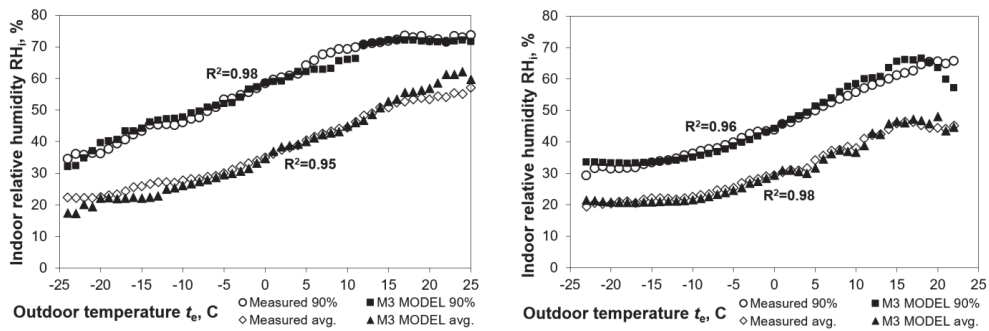 Indoor relative humidity RHi, %
80
70
60
50
40
30
20
10
0
R²=0.98
R²=0.95
-25 -20 -15 -10 -5 0 5 10 15 20 25
Outdoor temperature te, C
Measured 90%
M3 MODEL 90%
Measured avg.
M3 MODEL avg.
Indoor relative humidity RHi, %
80
70
60
50
40
30
20
10
0
R²=0.96
R²=0.98
-25 -20 -15 -10 -5 0 5 10 15 20 25
Outdoor temperature te, C
Measured 90%
M3 MODEL 90%
Measured avg.
M3 MODEL avg.